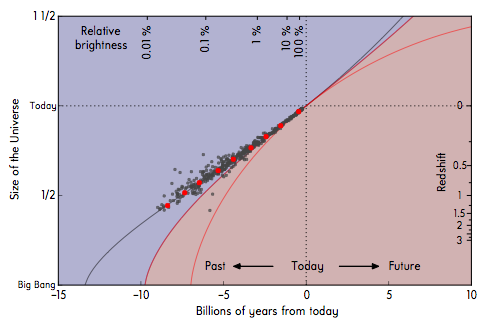 1 1/2
Relative
brightness
0.01 %
0.1 %
1 %
10 %
100 %
Today
0
Size of the Universe
0.5
Redshift
1/2
1
1.5
2
3
Past
Today
Future
Big Bang
-15
-10
-5
0
5
10
Billions of years from today